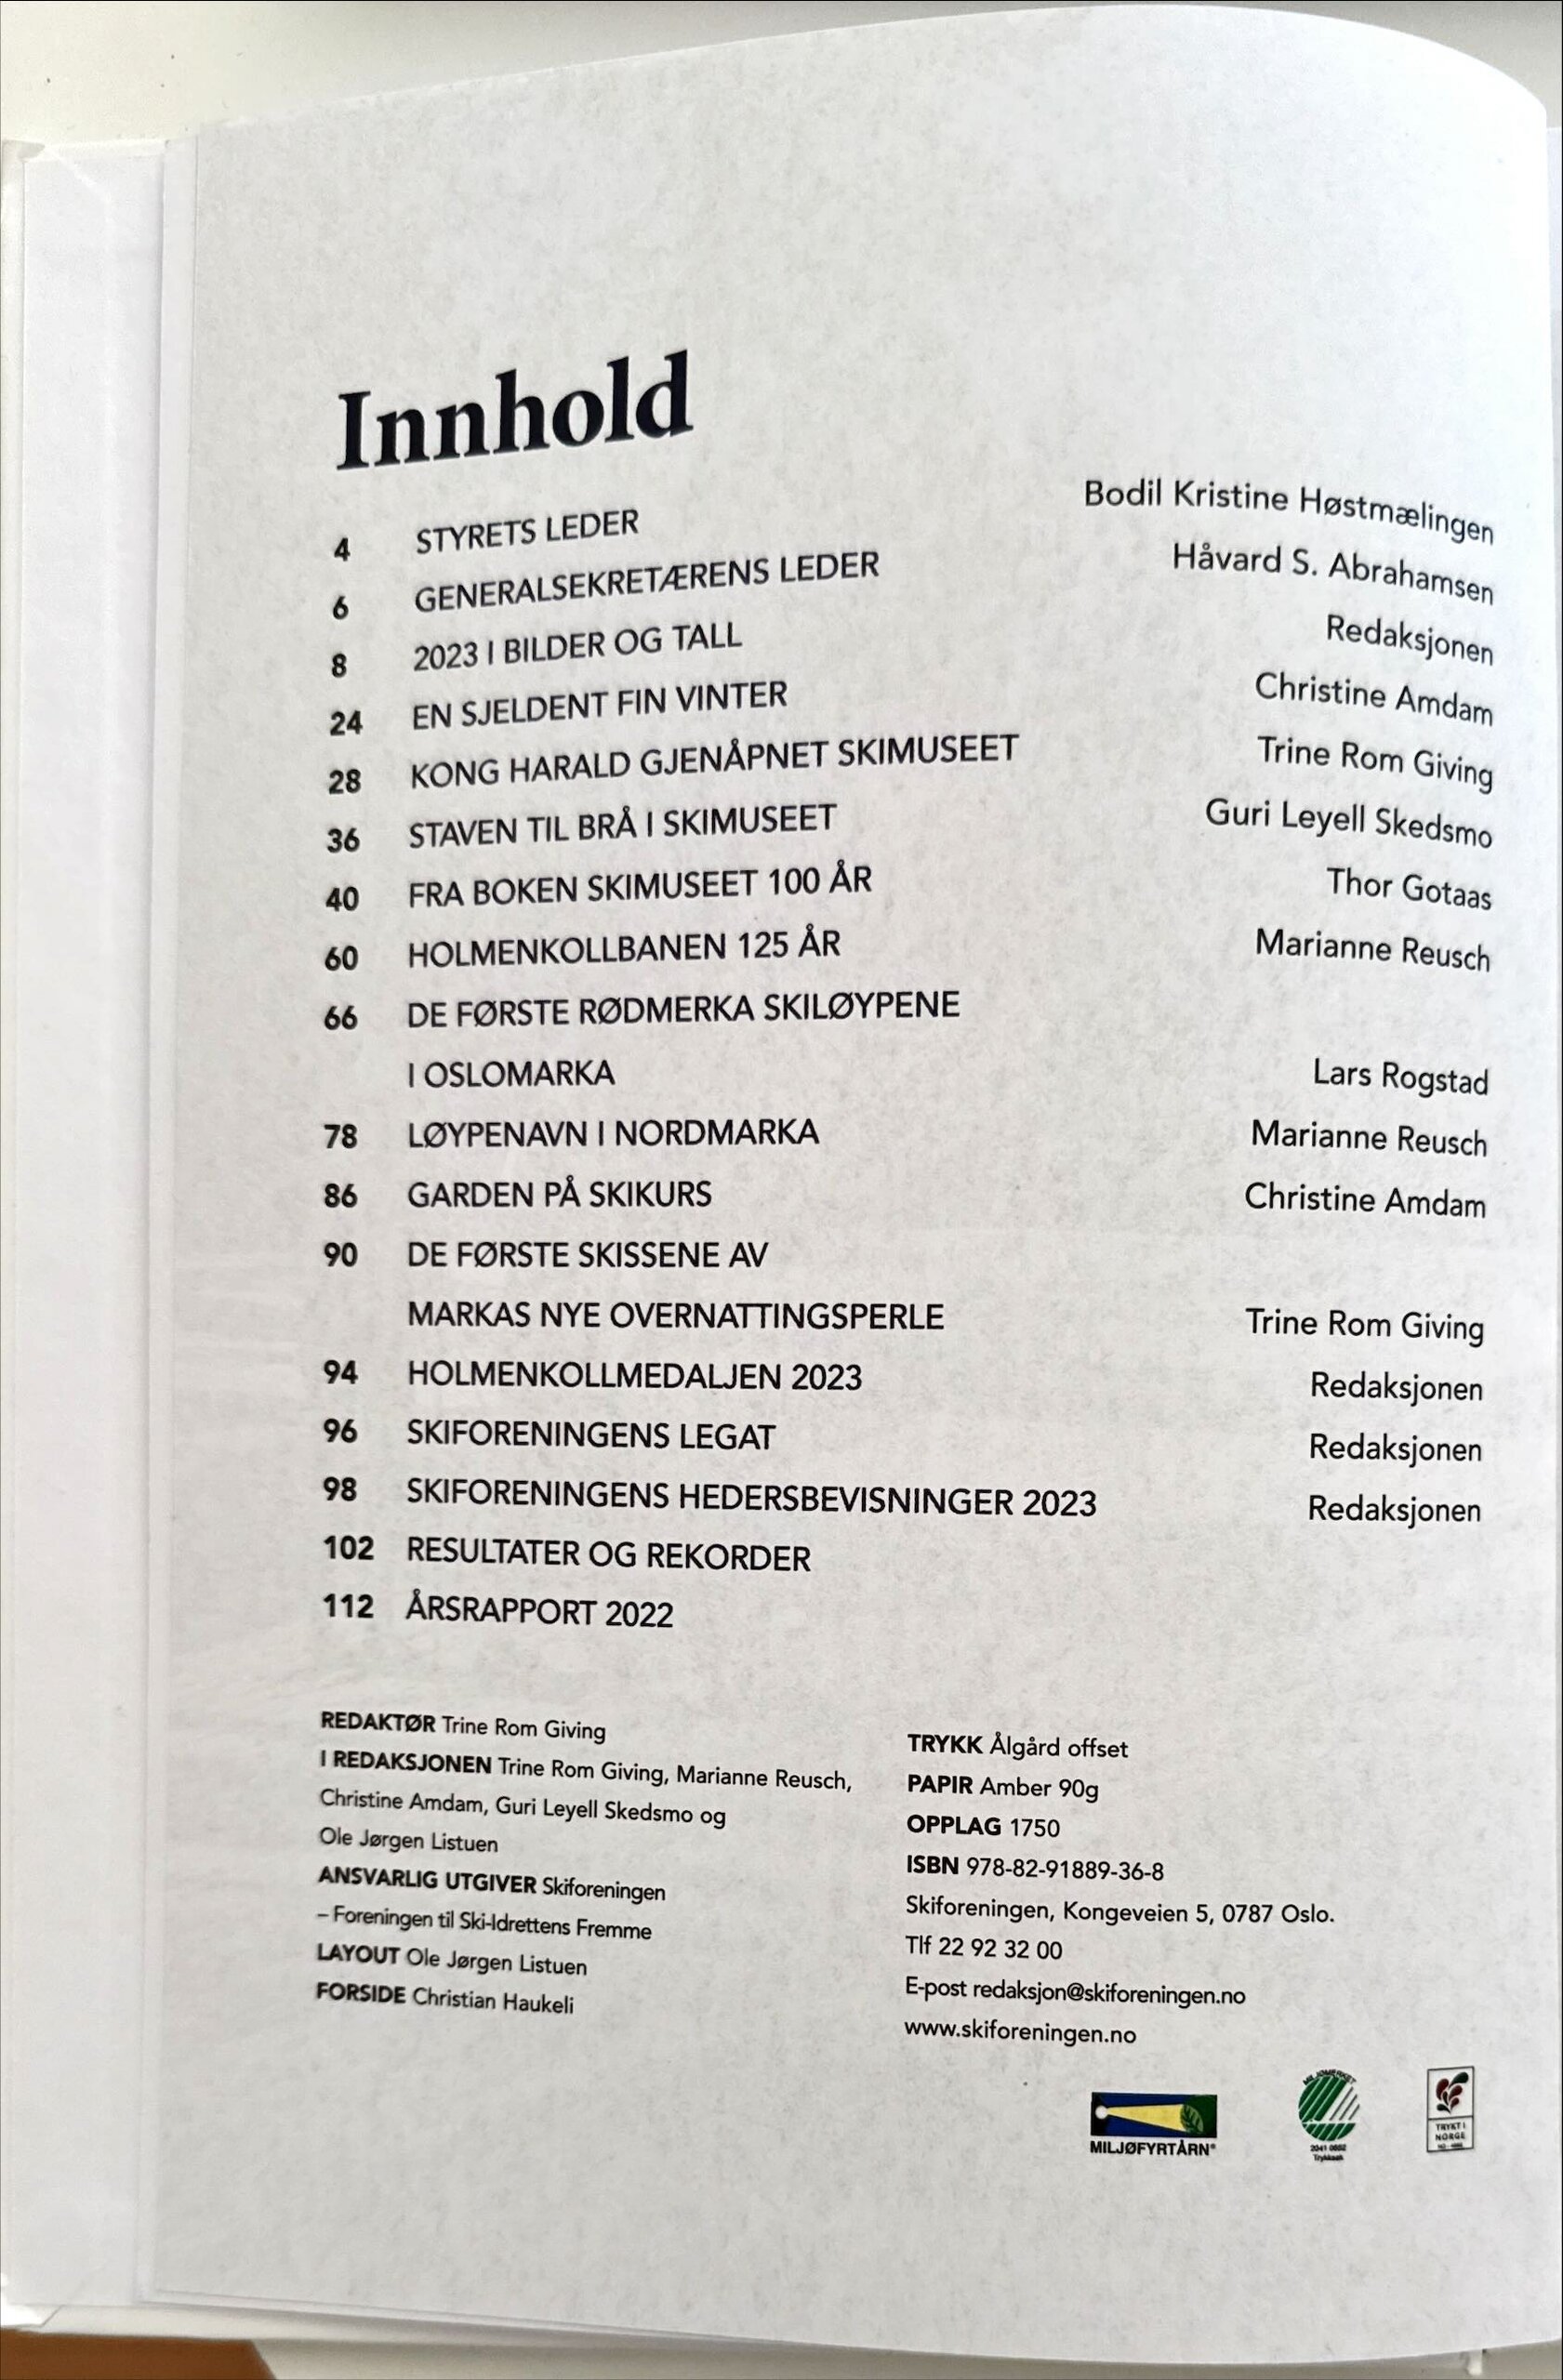 Innhold
4 STYRETS LEDER Bodil Kristine Høstmælingen
6 GENERALSEKRETÆRENS LEDER Håvard S. Abrahamsen
8 2023 I BILDER OG TALL Redaksjonen
24 EN SJELDENT FIN VINTER Christine Amdam
28 KONG HARALD GJENÅPNET SKIMUSEET Trine Rom Giving
36 STAVEN TIL BRÅ I SKIMUSEET Guri Leyell Skedsmo
40 FRA BOKEN SKIMUSEET 100 ÅR Thor Gotaas
60 HOLMENKOLLBANEN 125 ÅR Marianne Reusch
66 DE FØRSTE RØDMERKA SKILØYPENE
I OSLOMARKA Lars Rogstad
78 LØYPENAVN I NORDMARKA Marianne Reusch
86 GARDEN PÅ SKIKURS Christine Amdam
90 DE FØRSTE SKISSENE AV
MARKAS NYE OVERNATTINGSPERLE Trine Rom Giving
94 HOLMENKOLLMEDALJEN 2023 Redaksjonen
96 SKIFORENINGENS LEGAT Redaksjonen
98 SKIFORENINGENS HEDERSBEVISNINGER 2023 Redaksjonen
102 RESULTATER OG REKORDER
112 ÅRSRAPPORT 2022
REDAKTØR Trine Rom Giving
I REDAKSJONEN Trine Rom Giving, Marianne Reusch,
Christine Amdam, Guri Leyell Skedsmo og
Ole Jørgen Listuen
ANSVARLIG UTGIVER Skiforeningen
– Foreningen til Ski-Idrettens Fremme
LAYOUT Ole Jørgen Listuen
FORSIDE Christian Haukeli
TRYKK Ålgård offset
PAPIR Amber 90g
OPPLAG 1750
ISBN 978-82-91889-36-8
Skiforeningen, Kongeveien 5, 0787 Oslo.
Tlf 22 92 32 00
E-post redaksjon@skiforeningen.no
www.skiforeningen.no
MILJØFYRTÅRN®
MILJØMERKET
2041 0652
Trykksak
TRYKT I
NORGE